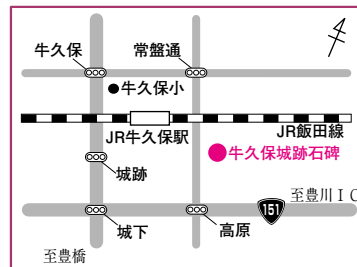 牛久保
常盤通
牛久保小
JR飯田線
JR牛久保駅
牛久保城跡石碑
城跡
至豊川IC
151
城下
高原
至豊橋